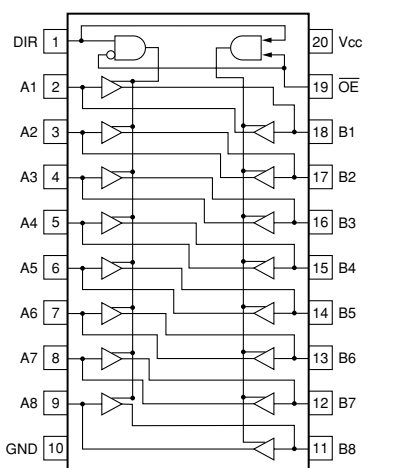 DIR 1 20 Vcc
A1 2 19 OE
A2 3 18 B1
A3 4 17 B2
A4 5 16 B3
A5 6 15 B4
A6 7 14 B5
A7 8 13 B6
A8 9 12 B7
GND 10 11 B8